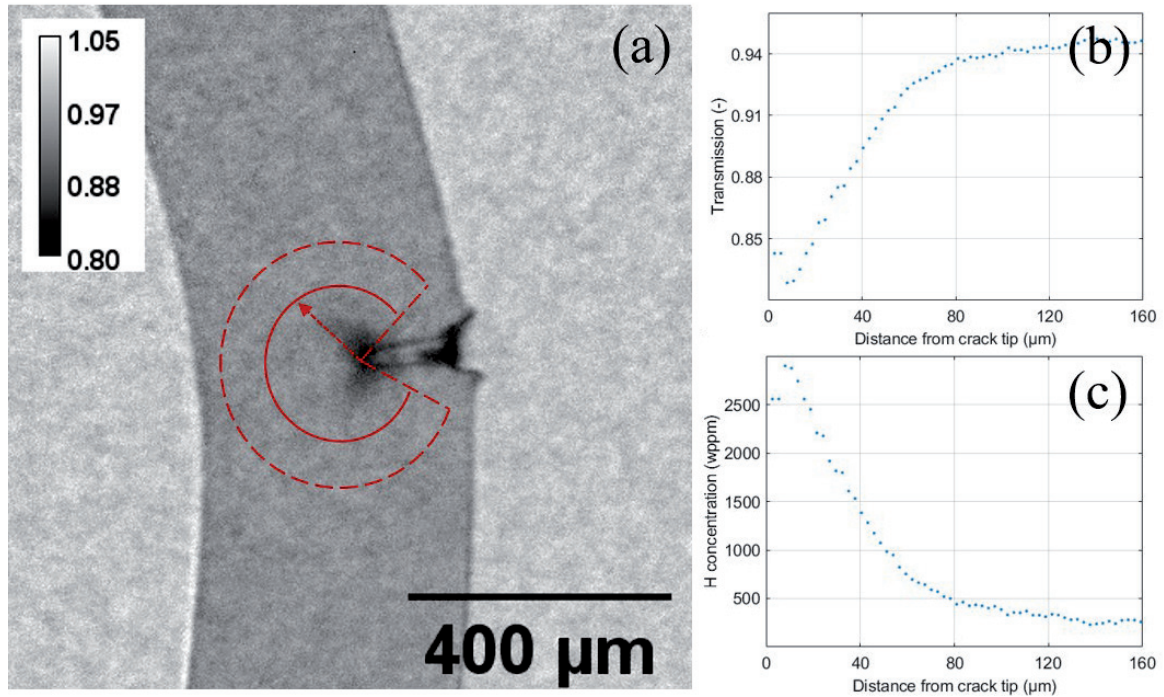 (a)
1.05
0.97
0.88
0.80
400 µm
(b)
0.94
0.91
0.88
0.85
Transmission (-)
0 40 80 120 160
Distance from crack tip (µm)
(c)
2500
2000
1500
1000
500
H concentration (wppm)
0 40 80 120 160
Distance from crack tip (µm)